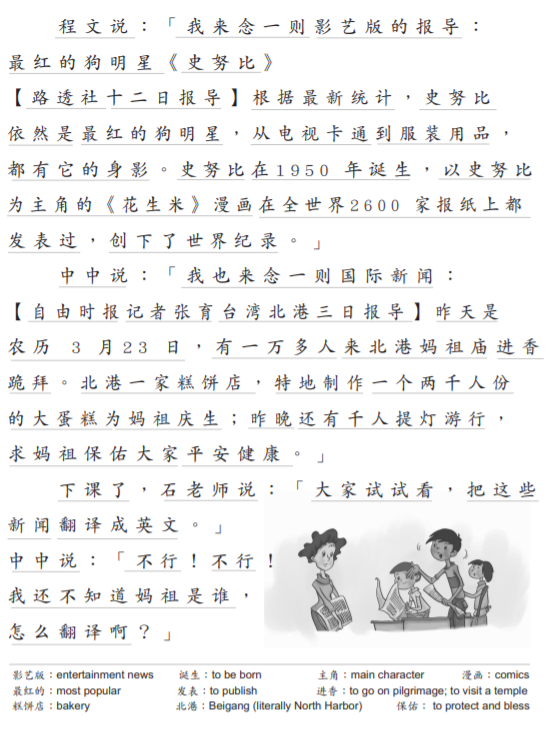 程文说：「我来念一则影艺版的报导：
最红的狗明星《史努比》
【路透社十二日报导】根据最新统计，史努比
依然是最红的狗明星，从电视卡通到服装用品，
都有它的身影。史努比在1950 年诞生，以史努比
为主角的《花生米》漫画在全世界2600 家报纸上都
发表过，创下了世界纪录。」
中中说：「我也来念一则国际新闻：
【自由时报记者张育台湾北港三日报导】昨天是
农历 3 月23 日，有一万多人来北港妈祖庙进香
跪拜。北港一家糕饼店，特地制作一个两千人份
的大蛋糕为妈祖庆生；昨晚还有千人提灯游行，
求妈祖保佑大家平安健康。」
下课了，石老师说：「大家试试看，把这些
新闻翻译成英文。」
中中说：「不行！不行！
我还不知道妈祖是谁，
怎么翻译啊？」
影艺版：entertainment news 诞生：to be born 主角：main character 漫画：comics
最红的：most popular 发表：to publish 进香：to go on pilgrimage; to visit a temple
糕饼店：bakery 北港：Beigang (literally North Harbor) 保佑：to protect and bless